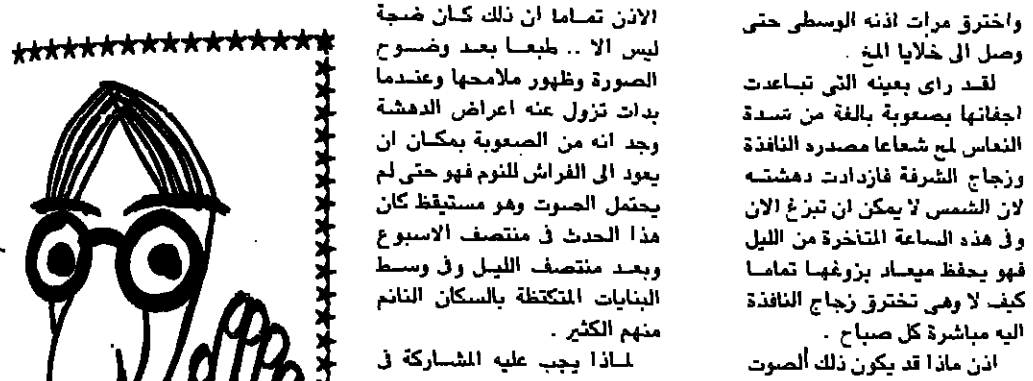 واخترق مرات اذنه الوسطى حتى
وصل الى خلايا المخ .
لقد راى بعينه التى تباعدت
اجفانها بصعوبة بالغة من شدة
النعاس لمح شعاعا مصدره النافذة
وزجاج الشرفة فازدادت دهشته
لان الشمس لا يمكن ان تبزغ الان
وفى هذه الساعة المتاخرة من الليل
فهو يحفظ ميعاد بزوغها تماما
كيف لا وهى تخترق زجاج النافذة
اليه مباشرة كل صباح .
اذن ماذا قد يكون ذلك الصوت
الاذن تماما ان ذلك كان ضجة
ليس الا .. طبعا بعد وضوح
الصورة وظهور ملامحها وعندما
بدات تزول عنه اعراض الدهشة
وجد انه من الصعوبة بمكان ان
يعود الى الفراش للنوم فهو حتى لم
يحتمل الصوت وهو مستيقظ كان
هذا الحدث فى منتصف الاسبوع
وبعد منتصف الليل وفى وسط
البنايات المتكتظة بالسكان النائم
منهم الكثير .
لماذا يجب عليه المشاركة فى